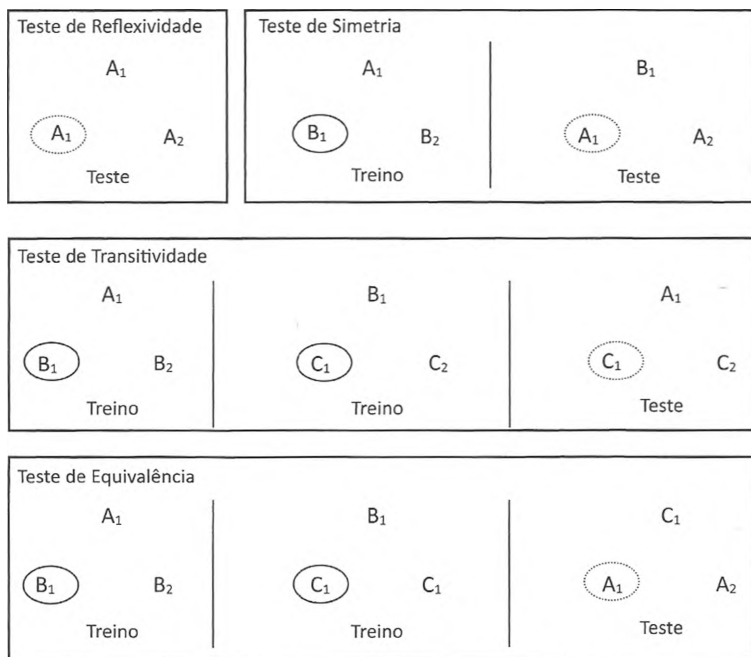 Teste de Reflexividade
A₁
A₁ A₂
Teste
Teste de Simetria
A₁ B₁
B₁ B₂ A₁ A₂
Treino Teste
Teste de Transitividade
A₁ B₁ A₁
B₁ B₂ C₁ C₂ C₁ C₂
Treino Treino Teste
Teste de Equivalência
A₁ B₁ C₁
B₁ B₂ C₁ C₁ A₁ A₂
Treino Treino Teste